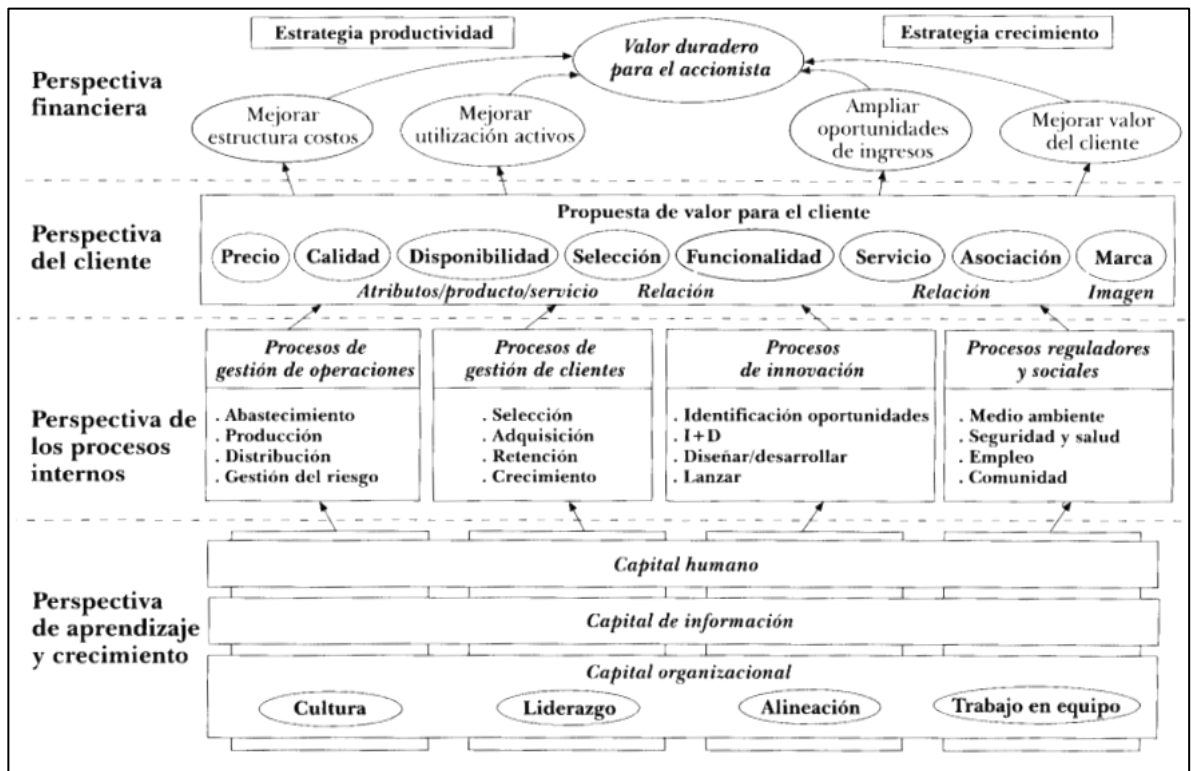 Estrategia productividad
Estrategia crecimiento
Valor duradero
para el accionista
Perspectiva
financiera
Mejorar
estructura costos
Mejorar
utilización activos
Ampliar
oportunidades
de ingresos
Mejorar valor
del cliente
Perspectiva
del cliente
Propuesta de valor para el cliente
Precio
Calidad
Disponibilidad
Selección
Funcionalidad
Servicio
Asociación
Marca
Atributos/producto/servicio
Relación
Relación
Imagen
Perspectiva de
los procesos
internos
Procesos de
gestión de operaciones
. Abastecimiento
. Producción
. Distribución
. Gestión del riesgo
Procesos de
gestión de clientes
. Selección
. Adquisición
. Retención
. Crecimiento
Procesos
de innovación
. Identificación oportunidades
. I+D
. Diseñar/desarrollar
. Lanzar
Procesos reguladores
y sociales
. Medio ambiente
. Seguridad y salud
. Empleo
. Comunidad
Perspectiva
de aprendizaje
y crecimiento
Capital humano
Capital de información
Capital organizacional
Cultura
Liderazgo
Alineación
Trabajo en equipo